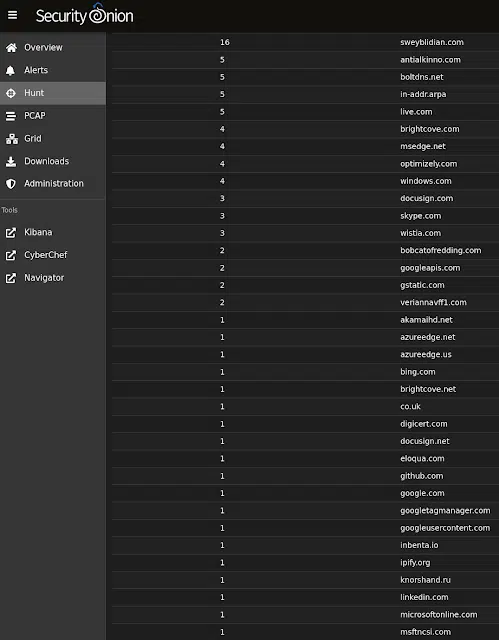 Security Onion
Overview
Alerts
Hunt
PCAP
Grid
Downloads
Administration
Tools
Kibana
CyberChef
Navigator
16 sweyblidian.com
5 antialkinno.com
5 boltdns.net
5 in-addr.arpa
5 live.com
4 brightcove.com
4 msedge.net
4 optimizely.com
4 windows.com
3 docusign.com
3 skype.com
3 wistia.com
2 bobcatofredding.com
2 googleapis.com
2 gstatic.com
2 veriannavff1.com
1 akamaihd.net
1 azureedge.net
1 azureedge.us
1 bing.com
1 brightcove.net
1 co.uk
1 digicert.com
1 docusign.net
1 eloqua.com
1 github.com
1 google.com
1 googletagmanager.com
1 googleusercontent.com
1 inbenta.io
1 ipify.org
1 knorshand.ru
1 linkedin.com
1 microsoftonline.com
1 msftncsi.com